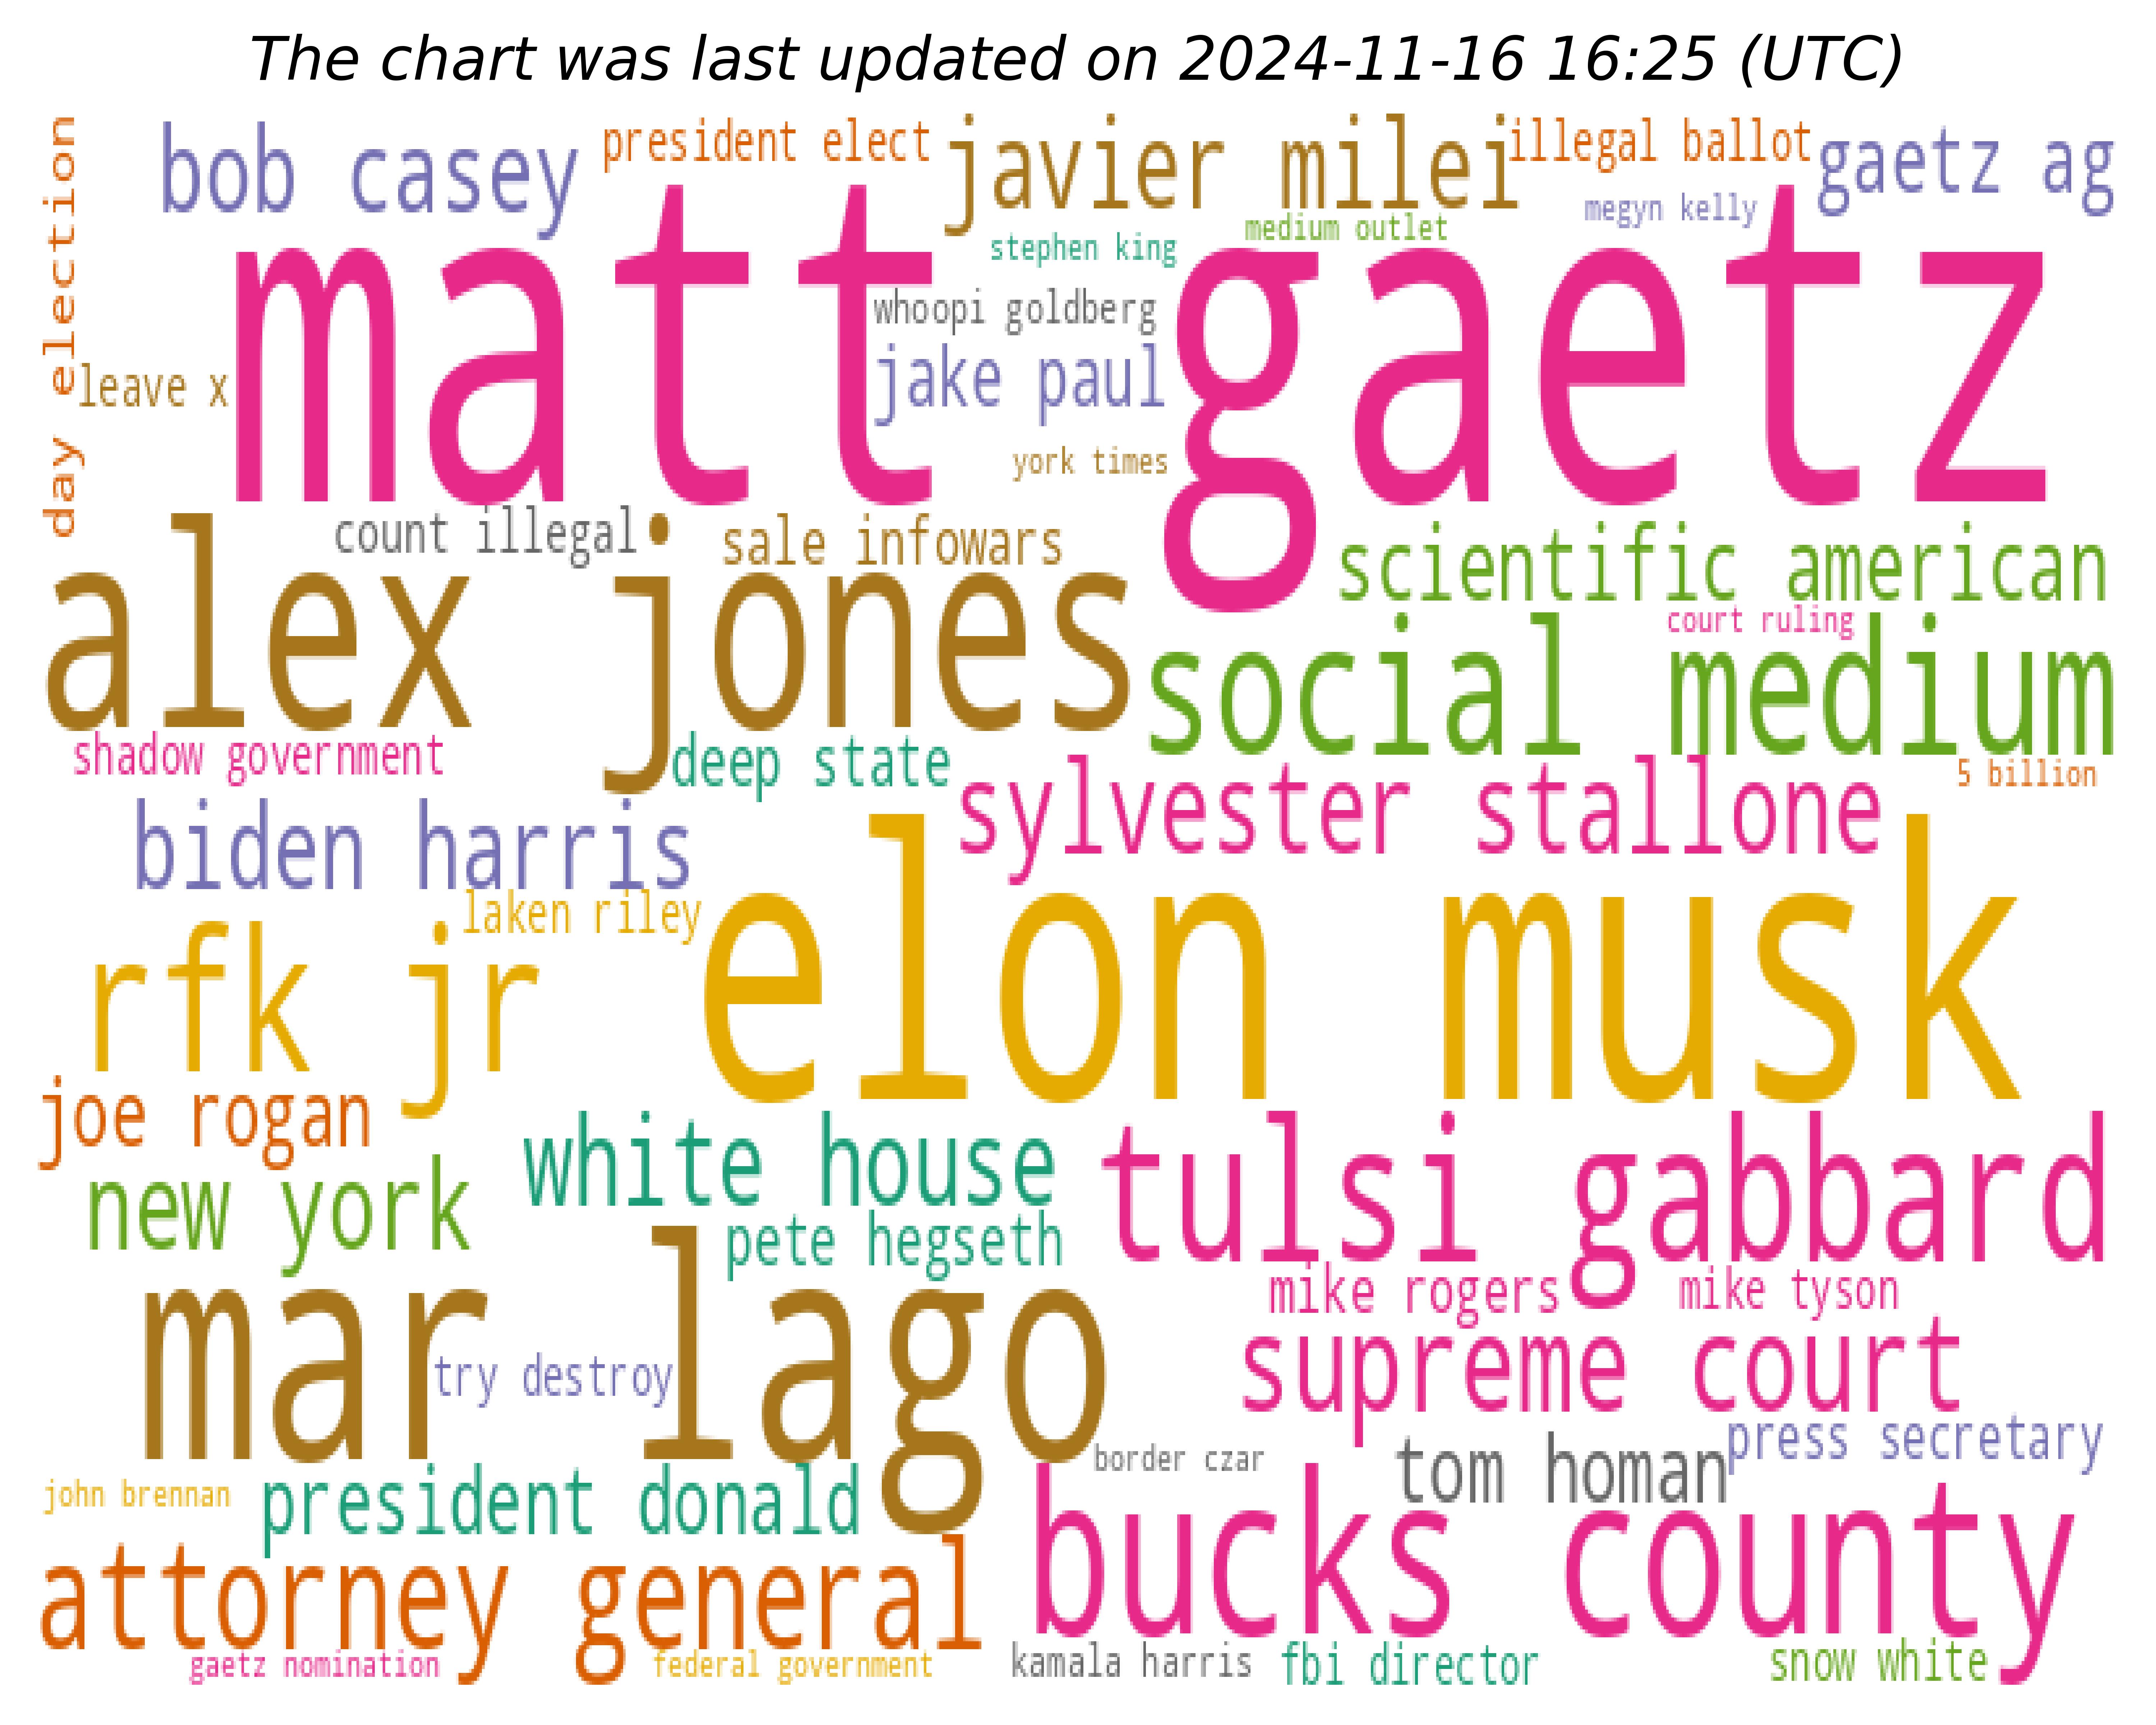 The chart was last updated on 2024-11-16 16:25 (UTC)
day election
bob casey
president elect
javier milei
illegal ballot
gaetz ag
megyn kelly
medium outlet
stephen king
matt gaetz
whoopi goldberg
jake paul
leave x
york times
count illegal
sale infowars
scientific american
alex jones
court ruling
social medium
shadow government
deep state
5 billion
sylvester stallone
biden harris
laken riley
elon musk
rfk jr
joe rogan
white house
tulsi gabbard
new york
pete hegseth
mike rogers
mike tyson
mar lago
try destroy
supreme court
press secretary
border czar
tom homan
john brennan
president donald
bucks county
attorney general
gaetz nomination
federal government
kamala harris
fbi director
snow white